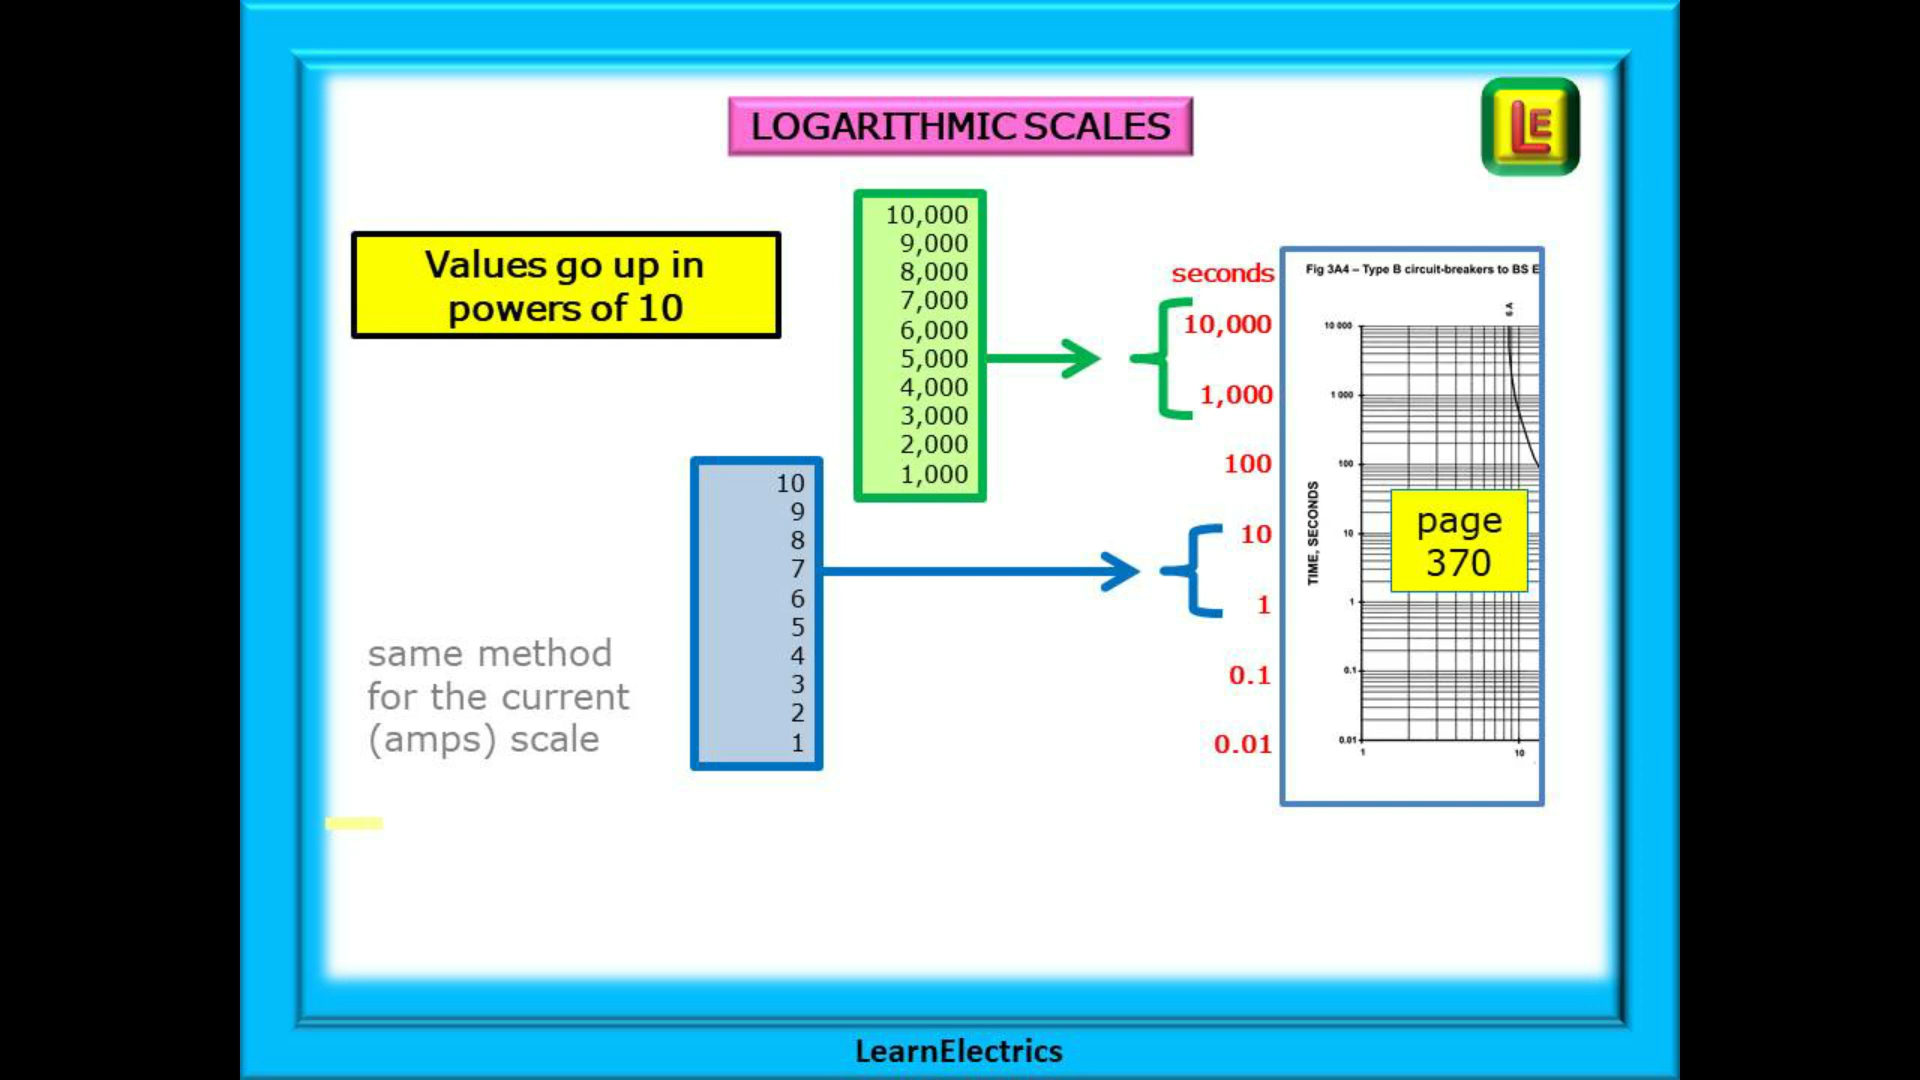 LOGARITHMIC SCALES
LE
Values go up in
powers of 10
10,000
9,000
8,000
7,000
6,000
5,000
4,000
3,000
2,000
1,000
10
9
8
7
6
5
4
3
2
1
same method
for the current
(amps) scale
seconds
10,000
1,000
100
10
1
0.1
0.01
Fig 3A4 – Type B circuit-breakers to BS E
6 A
10 000
1 000
100
10
1
0.1
0.01
TIME, SECONDS
1
10
page
370
LearnElectrics